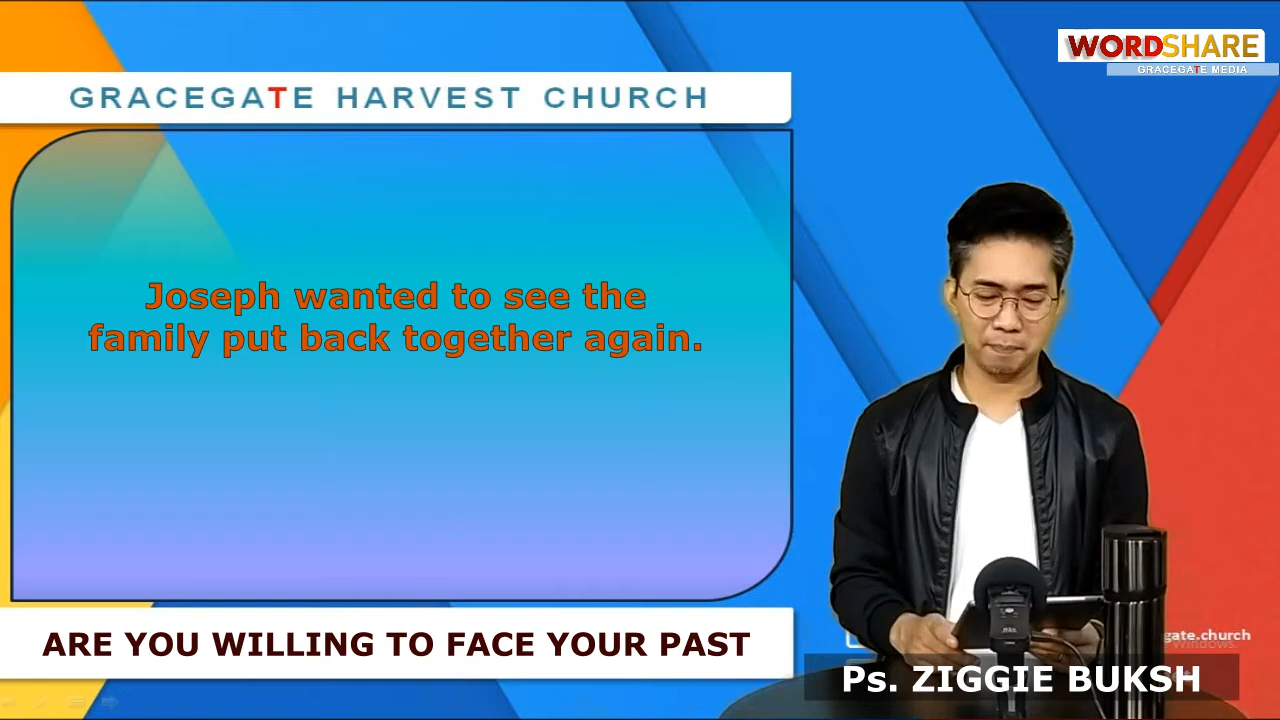 WORDSHARE
GRACEGATE MEDIA
GRACEGATE HARVEST CHURCH
Joseph wanted to see the
family put back together again.
ARE YOU WILLING TO FACE YOUR PAST
gate.church
Windows.
Ps. ZIGGIE BUKSH